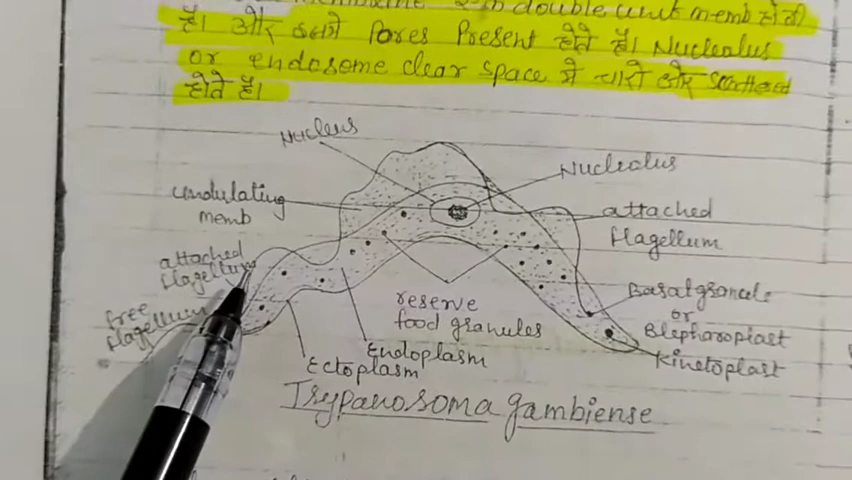 double unit memb होती
है। और इसमे Pores Present होते है। Nucleolus
or endosome clear space मे चारो और Scattered
होते है।
Nucleus
Nucleolus
undulating
memb
attached
flagellum
attached
flagellum
free
flagellum
reserve
food granules
Basal granule
or
Blepharoplast
Kinetoplast
Endoplasm
Ectoplasm
Trypanosoma gambiense